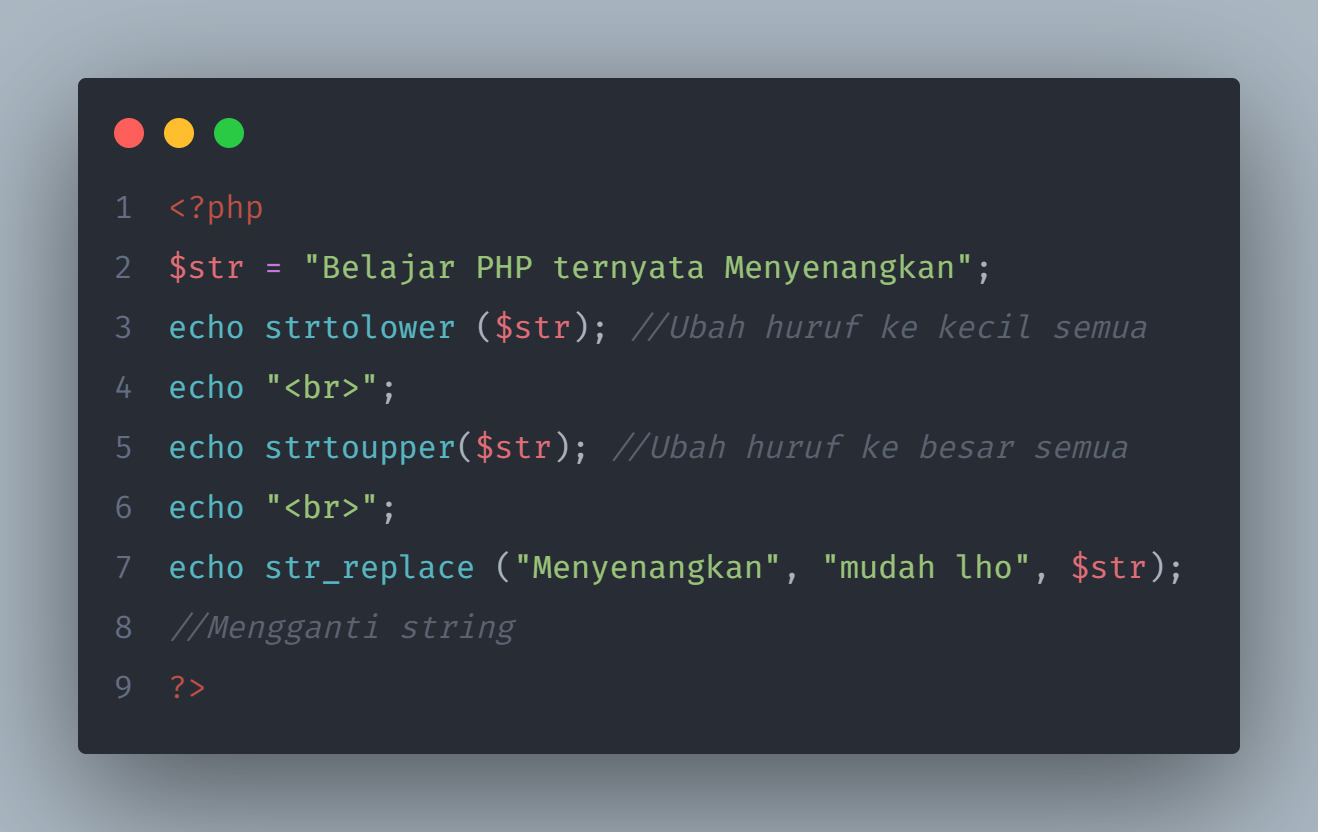 1 <?php
2 $str = "Belajar PHP ternyata Menyenangkan";
3 echo strtolower ($str); //Ubah huruf ke kecil semua
4 echo "<br>";
5 echo strtoupper($str); //Ubah huruf ke besar semua
6 echo "<br>";
7 echo str_replace ("Menyenangkan", "mudah lho", $str);
8 //Mengganti string
9 ?>